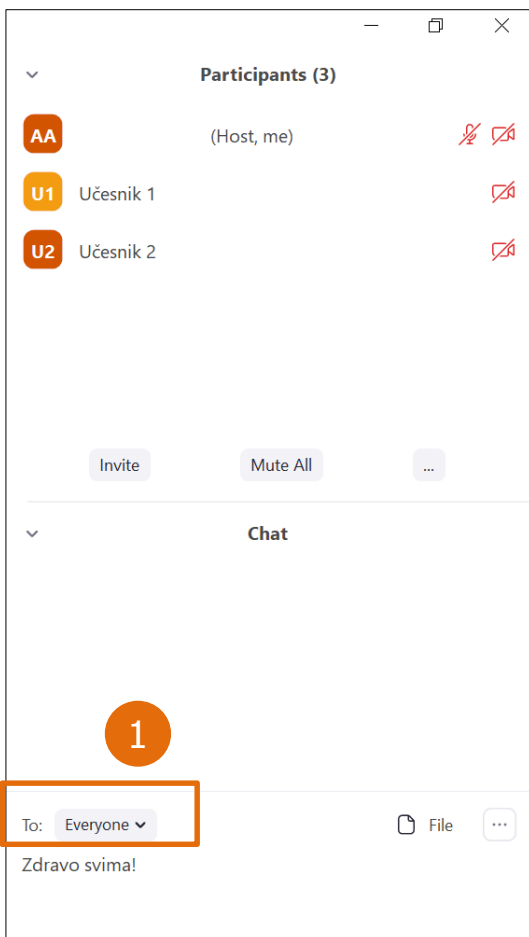 Participants (3)
AA (Host, me)
U1 Učesnik 1
U2 Učesnik 2
Invite Mute All ...
Chat
1
To: Everyone File ...
Zdravo svima!